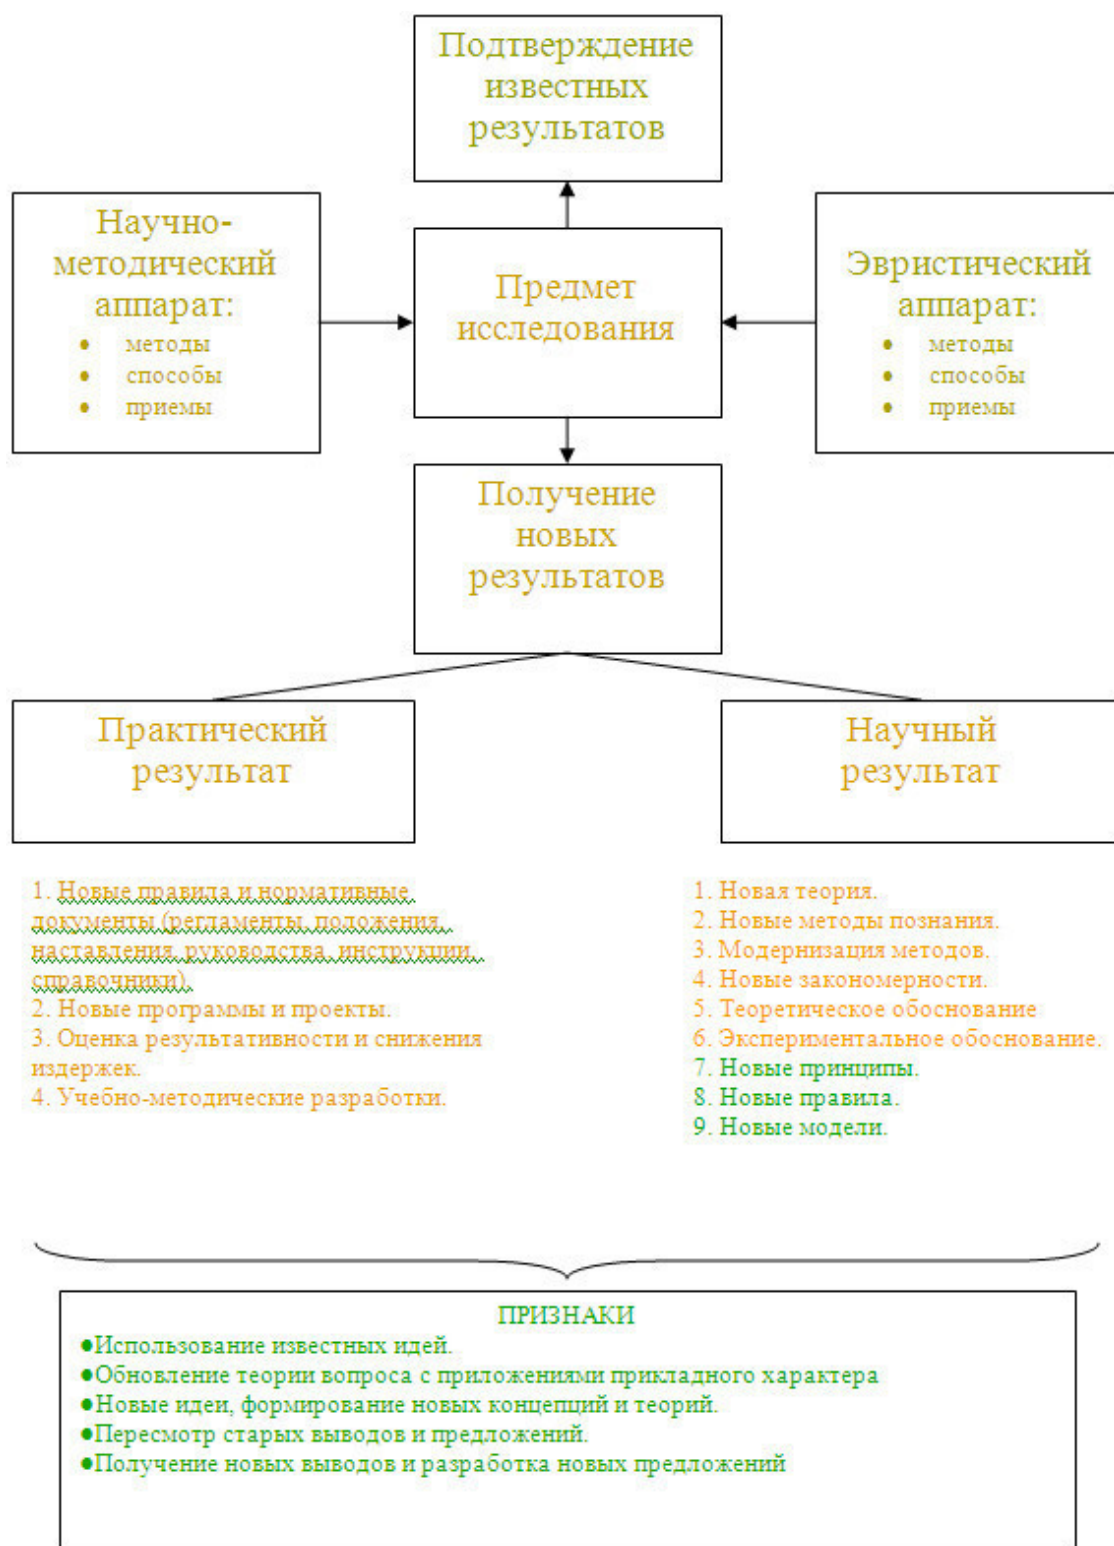 Подтверждение
известных
результатов
Научно-
методический
аппарат:
• методы
• способы
• приемы
Предмет
исследования
Эвристический
аппарат:
• методы
• способы
• приемы
Получение
новых
результатов
Практический
результат
Научный
результат
1. Новые правила и нормативные
документы (регламенты, положения,
наставления, руководства, инструкции,
справочники).
2. Новые программы и проекты.
3. Оценка результативности и снижения
издержек.
4. Учебно-методические разработки.
1. Новая теория.
2. Новые методы познания.
3. Модернизация методов.
4. Новые закономерности.
5. Теоретическое обоснование
6. Экспериментальное обоснование.
7. Новые принципы.
8. Новые правила.
9. Новые модели.
ПРИЗНАКИ
●Использование известных идей.
●Обновление теории вопроса с приложениями прикладного характера
●Новые идеи, формирование новых концепций и теорий.
●Пересмотр старых выводов и предложений.
●Получение новых выводов и разработка новых предложений